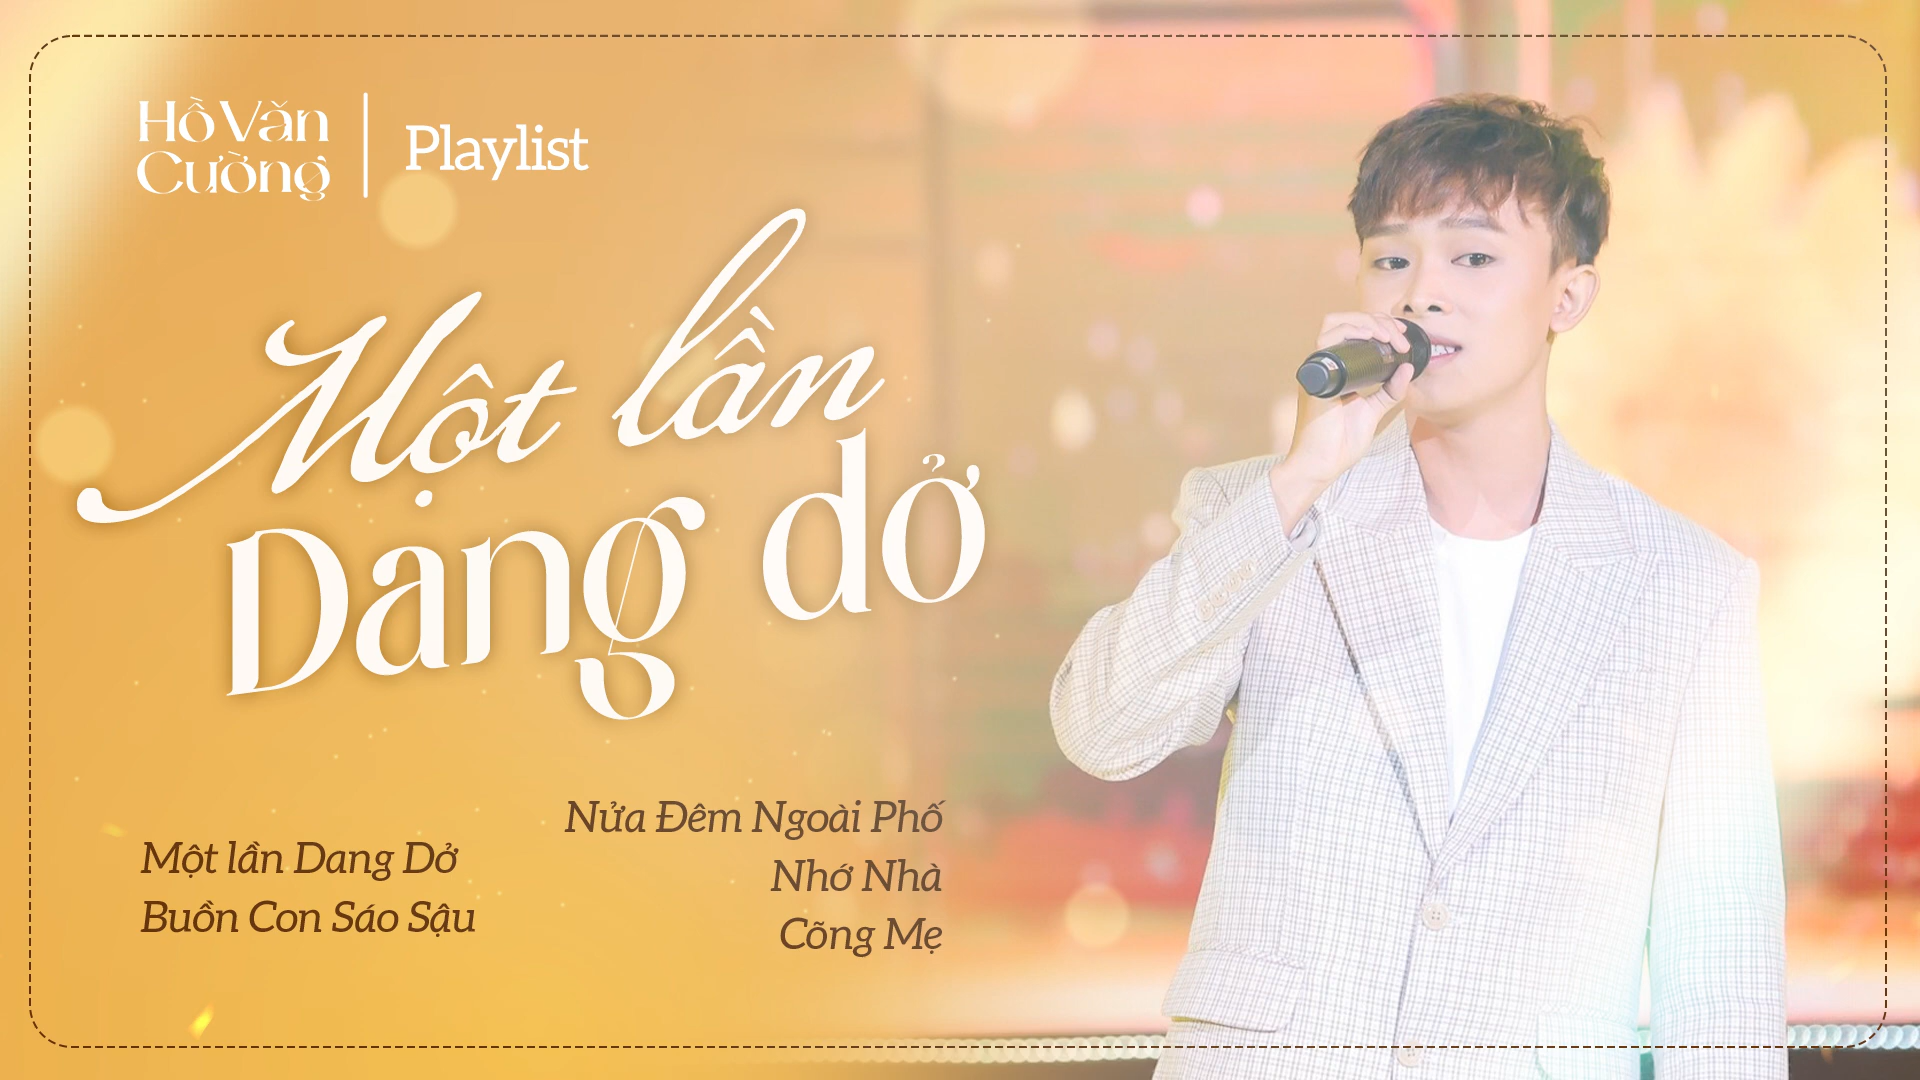 Hồ Văn
Cường
Playlist
Một lần
Dang dở
Một lần Dang Dở
Buồn Con Sáo Sậu
Nửa Đêm Ngoài Phố
Nhớ Nhà
Cõng Mẹ